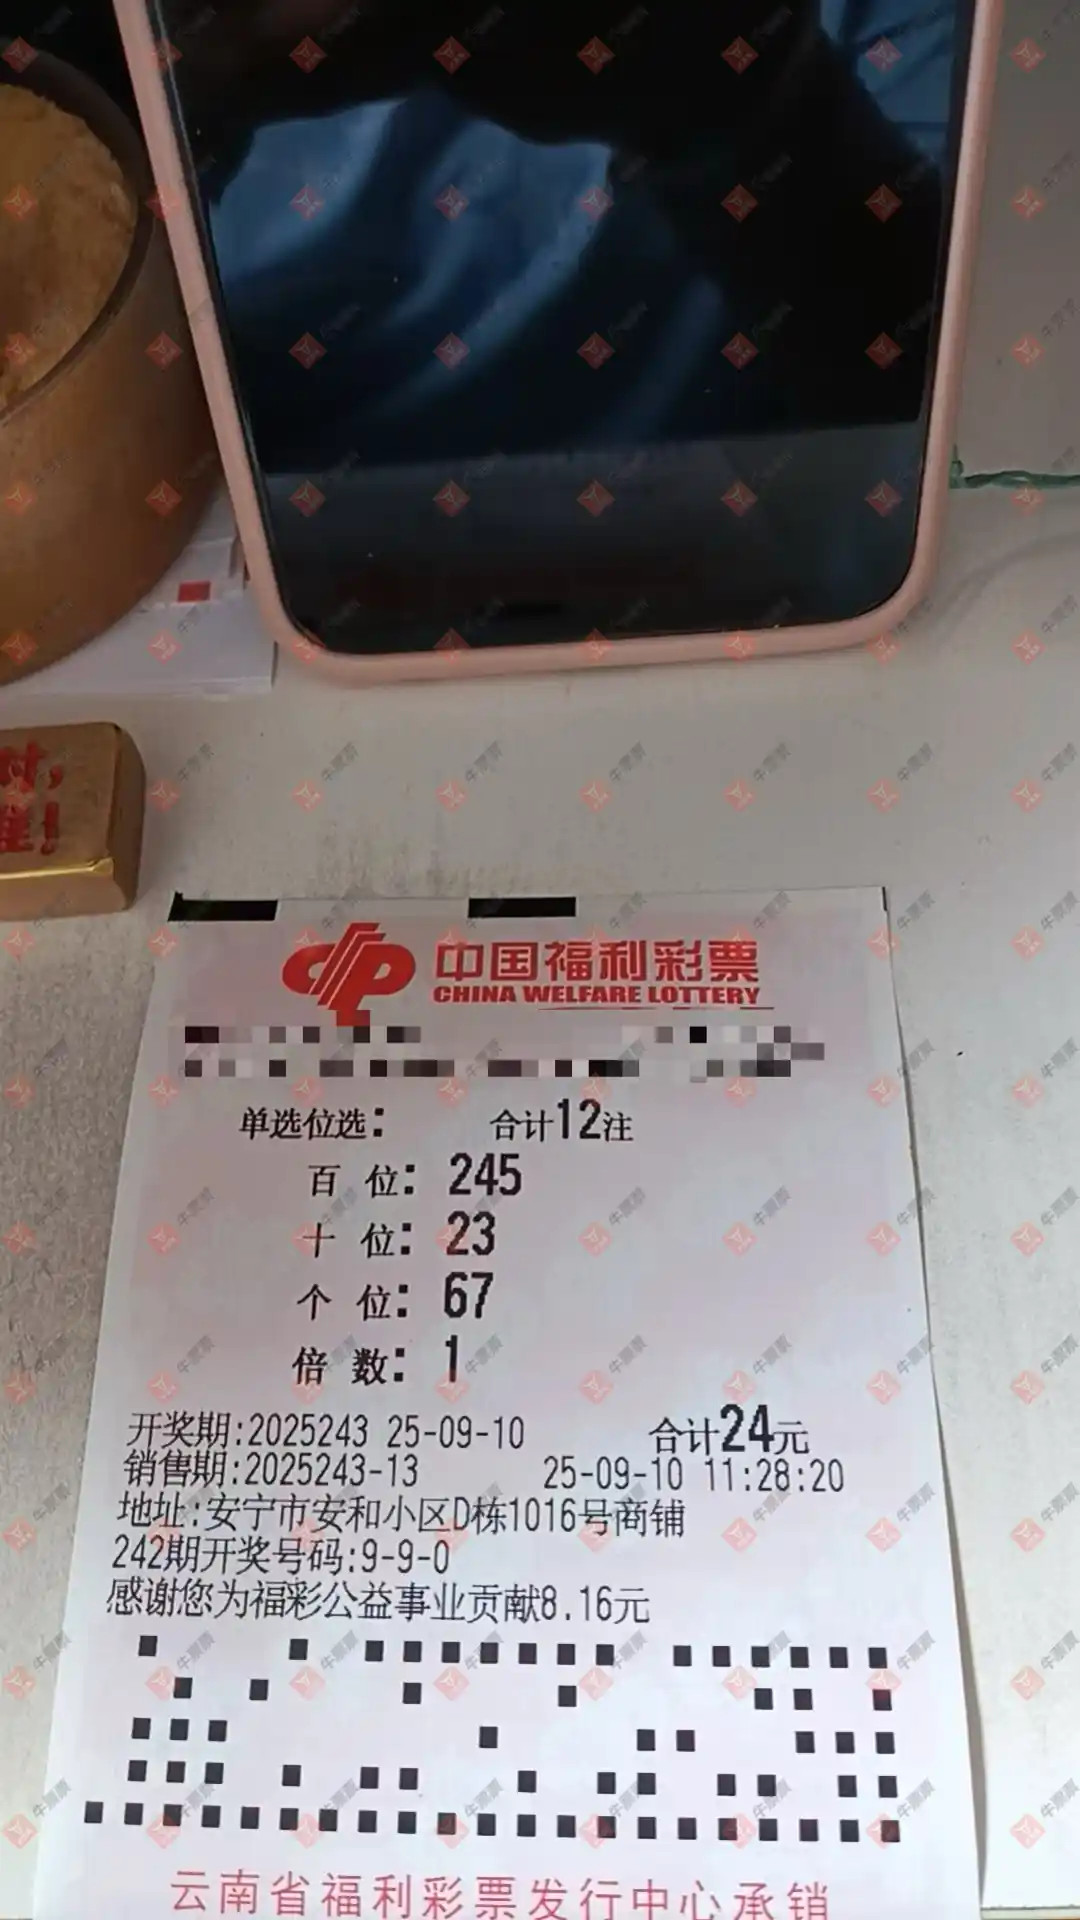 中国福利彩票
CHINA WELFARE LOTTERY
单选位选： 合计12注
百 位： 245
十 位： 23
个 位： 67
倍 数： 1
开奖期:2025243 25-09-10 合计24元
销售期:2025243-13 25-09-10 11:28:20
地址:安宁市安和小区D栋1016号商铺
242期开奖号码:9-9-0
感谢您为福彩公益事业贡献8.16元
云南省福利彩票发行中心承销
牛票票